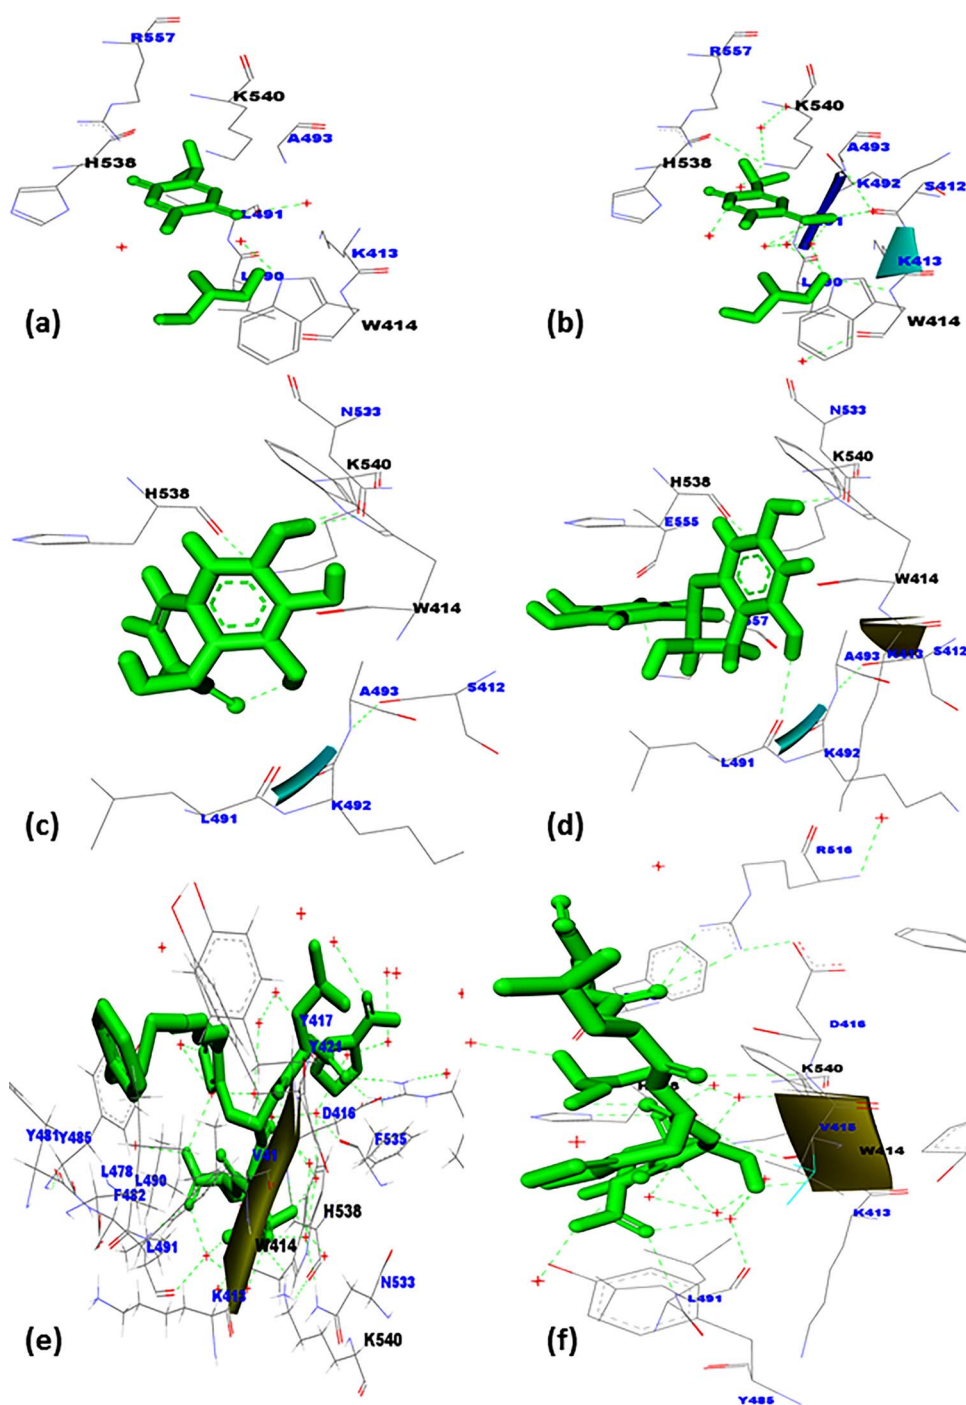 R557
K540
A493
H538
L491
K413
L490
W414
(a)
R557
K540
A493
H538
K492
S412
K413
W414
(b)
N533
K540
H538
W414
A493
S412
K492
L491
(c)
N533
K540
H538
E555
W414
A493
S412
K492
L491
(d)
Y417
Y421
D416
F535
Y481
Y485
L478
L490
F482
L491
H538
W414
K413
N533
K540
(e)
R516
D416
K540
V415
W414
K413
L491
Y485
(f)